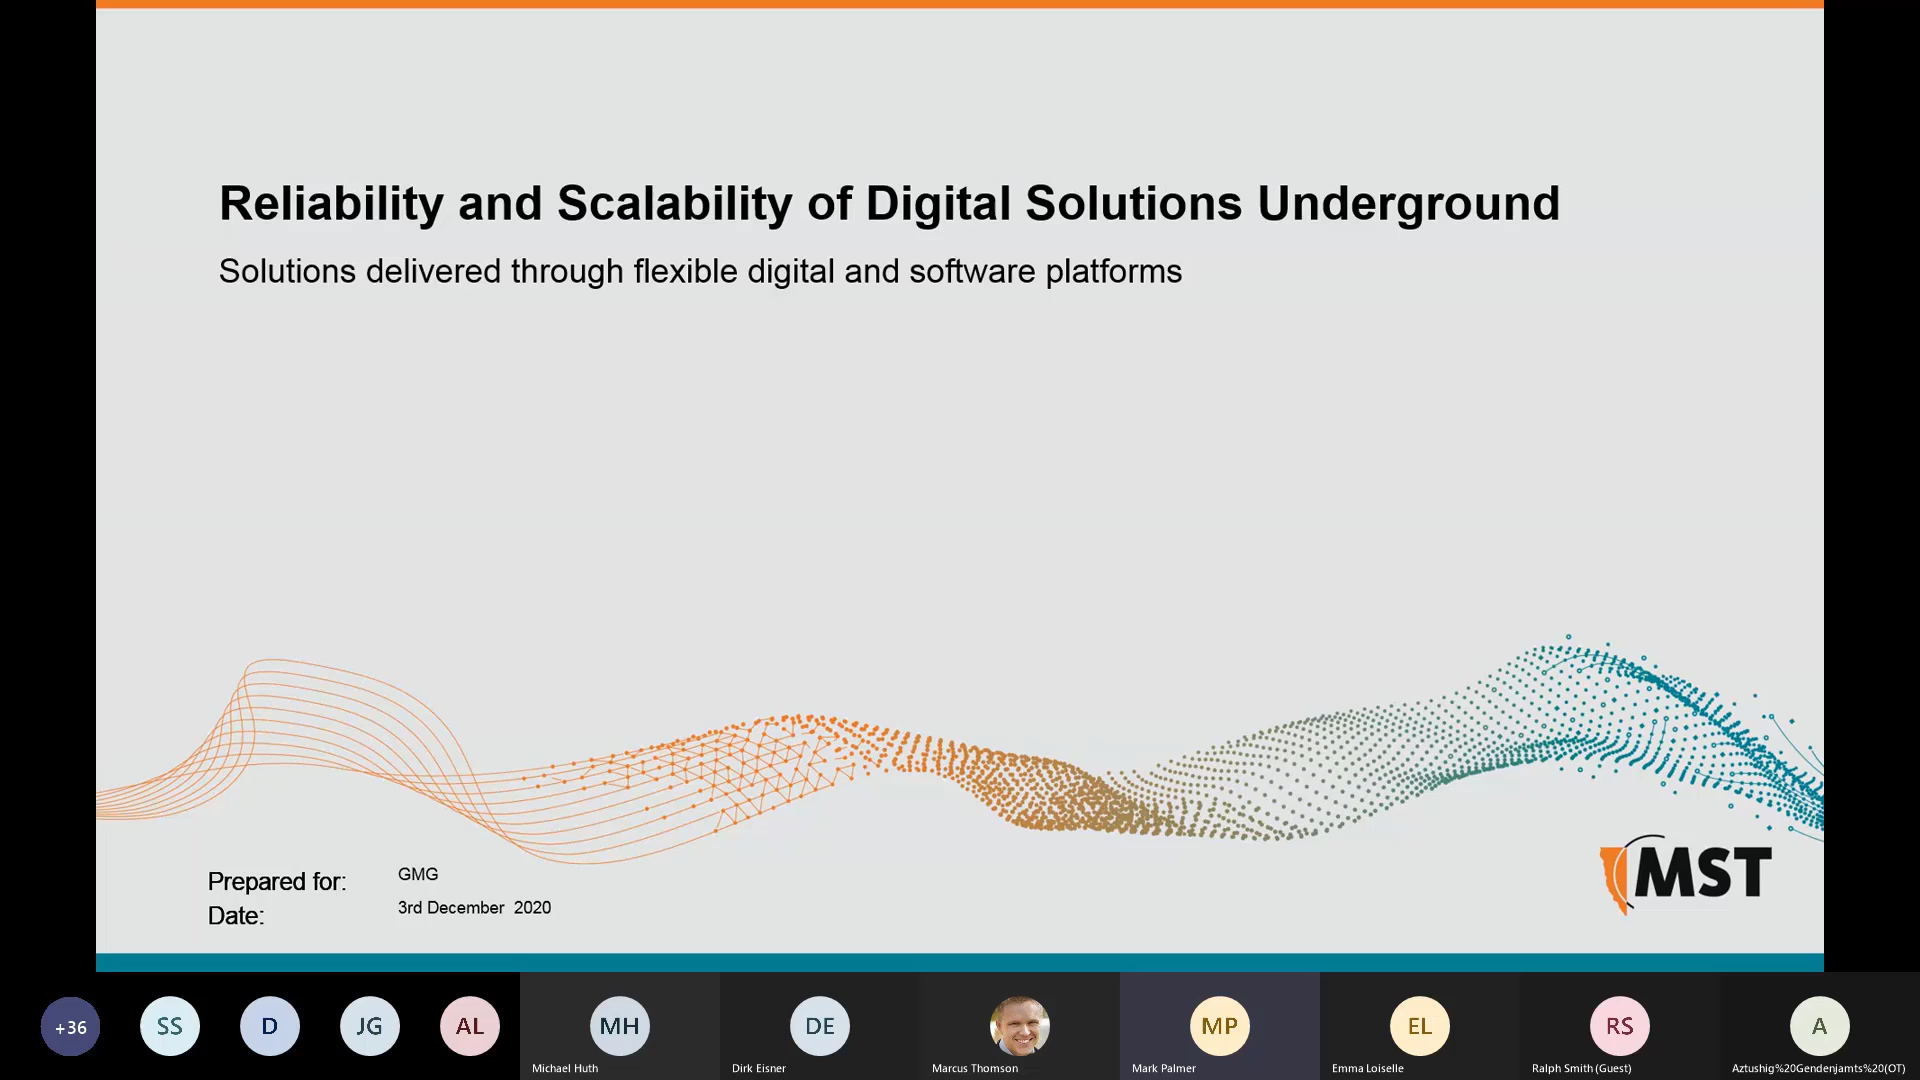 Reliability and Scalability of Digital Solutions Underground
Solutions delivered through flexible digital and software platforms
Prepared for: GMG
Date: 3rd December 2020
MST
+36
SS
D
JG
AL
MH
DE
MP
EL
RS
A
Michael Huth
Dirk Eisner
Marcus Thomson
Mark Palmer
Emma Loiselle
Ralph Smith (Guest)
Aztushig%20Gendenjamts%20(OT)